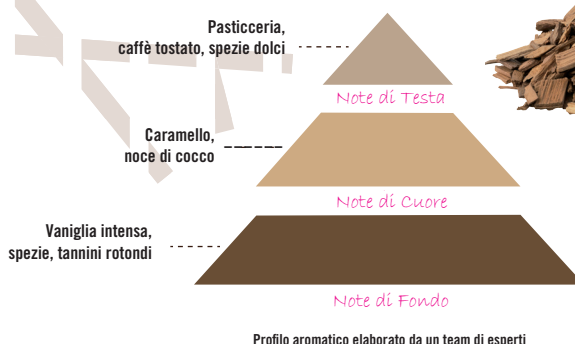 Pasticceria,
caffè tostato, spezie dolci
Note di Testa
Caramello,
noce di cocco
Note di Cuore
Vaniglia intensa,
spezie, tannini rotondi
Note di Fondo
Profilo aromatico elaborato da un team di esperti